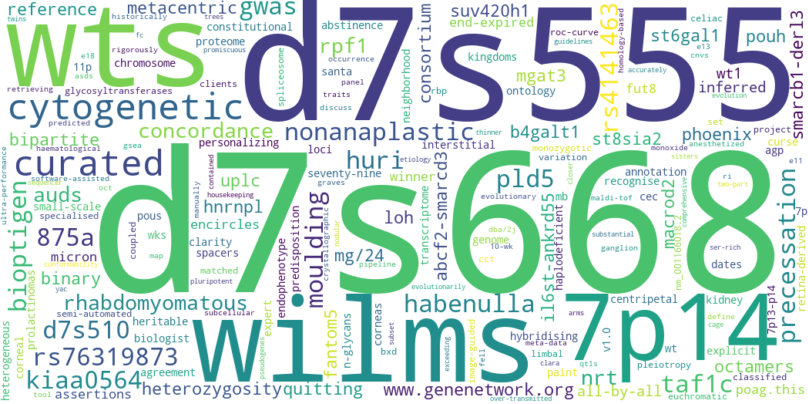 reference metacentric gwas abstinence consortium suv420h1 end-expired celiac
twins historically trees constitutional rpf1 kingdoms st6gal1 pouh
wts d7s555
rigorously chromosome proteome promiscuous fc e18 asds 11p
retrieving glycosyltransferases clients spliceosome occurrence santa panel traits discuss roc-curve guidelines ontology mgat3 rbp fut8 wt1 inferred rs41414463 homology-based e13 cnvs accurately evolution smarcb1-der13
cytogenetic predicted personalizing neighborhood
bipartite concordance nonanaplastic b4galt1 st8sia2 phoenix set project curse agp monoxide thinner
haematological gsea loci interstitial monozygotic variation sisters anesthetized e11
curated huri etiology pld5 closer annotation ri two-part 7p
ultra-performance software-assisted sequencer oct contained seventy-nine winner mb maldi-tof recognise cec
auds uplc graves evolutionary
small-scale manually housekeeping hnrnpl
d7s668
bioptigen specialised pous coupled encircles loh transcriptome abcf2-smarcd3 dba/2j genome 10-wk il6st-ankrd55 haploinsufficient substantial macrod2 comprehensive ser-rich precessation
875a wks clarity matched spacers endophenotype predisposition crystallographic moulding mg/24 ganglion nm_001166018 dates retina-derived
micron map pluripotent nodular pipeline cct
binary yac evolutionarily
prolactinomas rhabdomyomatous habenulla centripetal kidney 7p13-p14
wilms 7p14
semi-automated subcellular expert fantom5 n-glycans corneas image-guided hybridising arms v1.0 define cage
d7s510 heritable biologist bxd subset exceeding limbal wt explicit pleiotropy
heterogeneous corneal rs76319873 agreement pseudogenes fell meta-data clara paint qtls nrt octamers classified
kiaa0564 all-by-all taf1c
tool assertions heterozygosity quitting www.genenetwork.org over-transmitted euchromatic poag.this